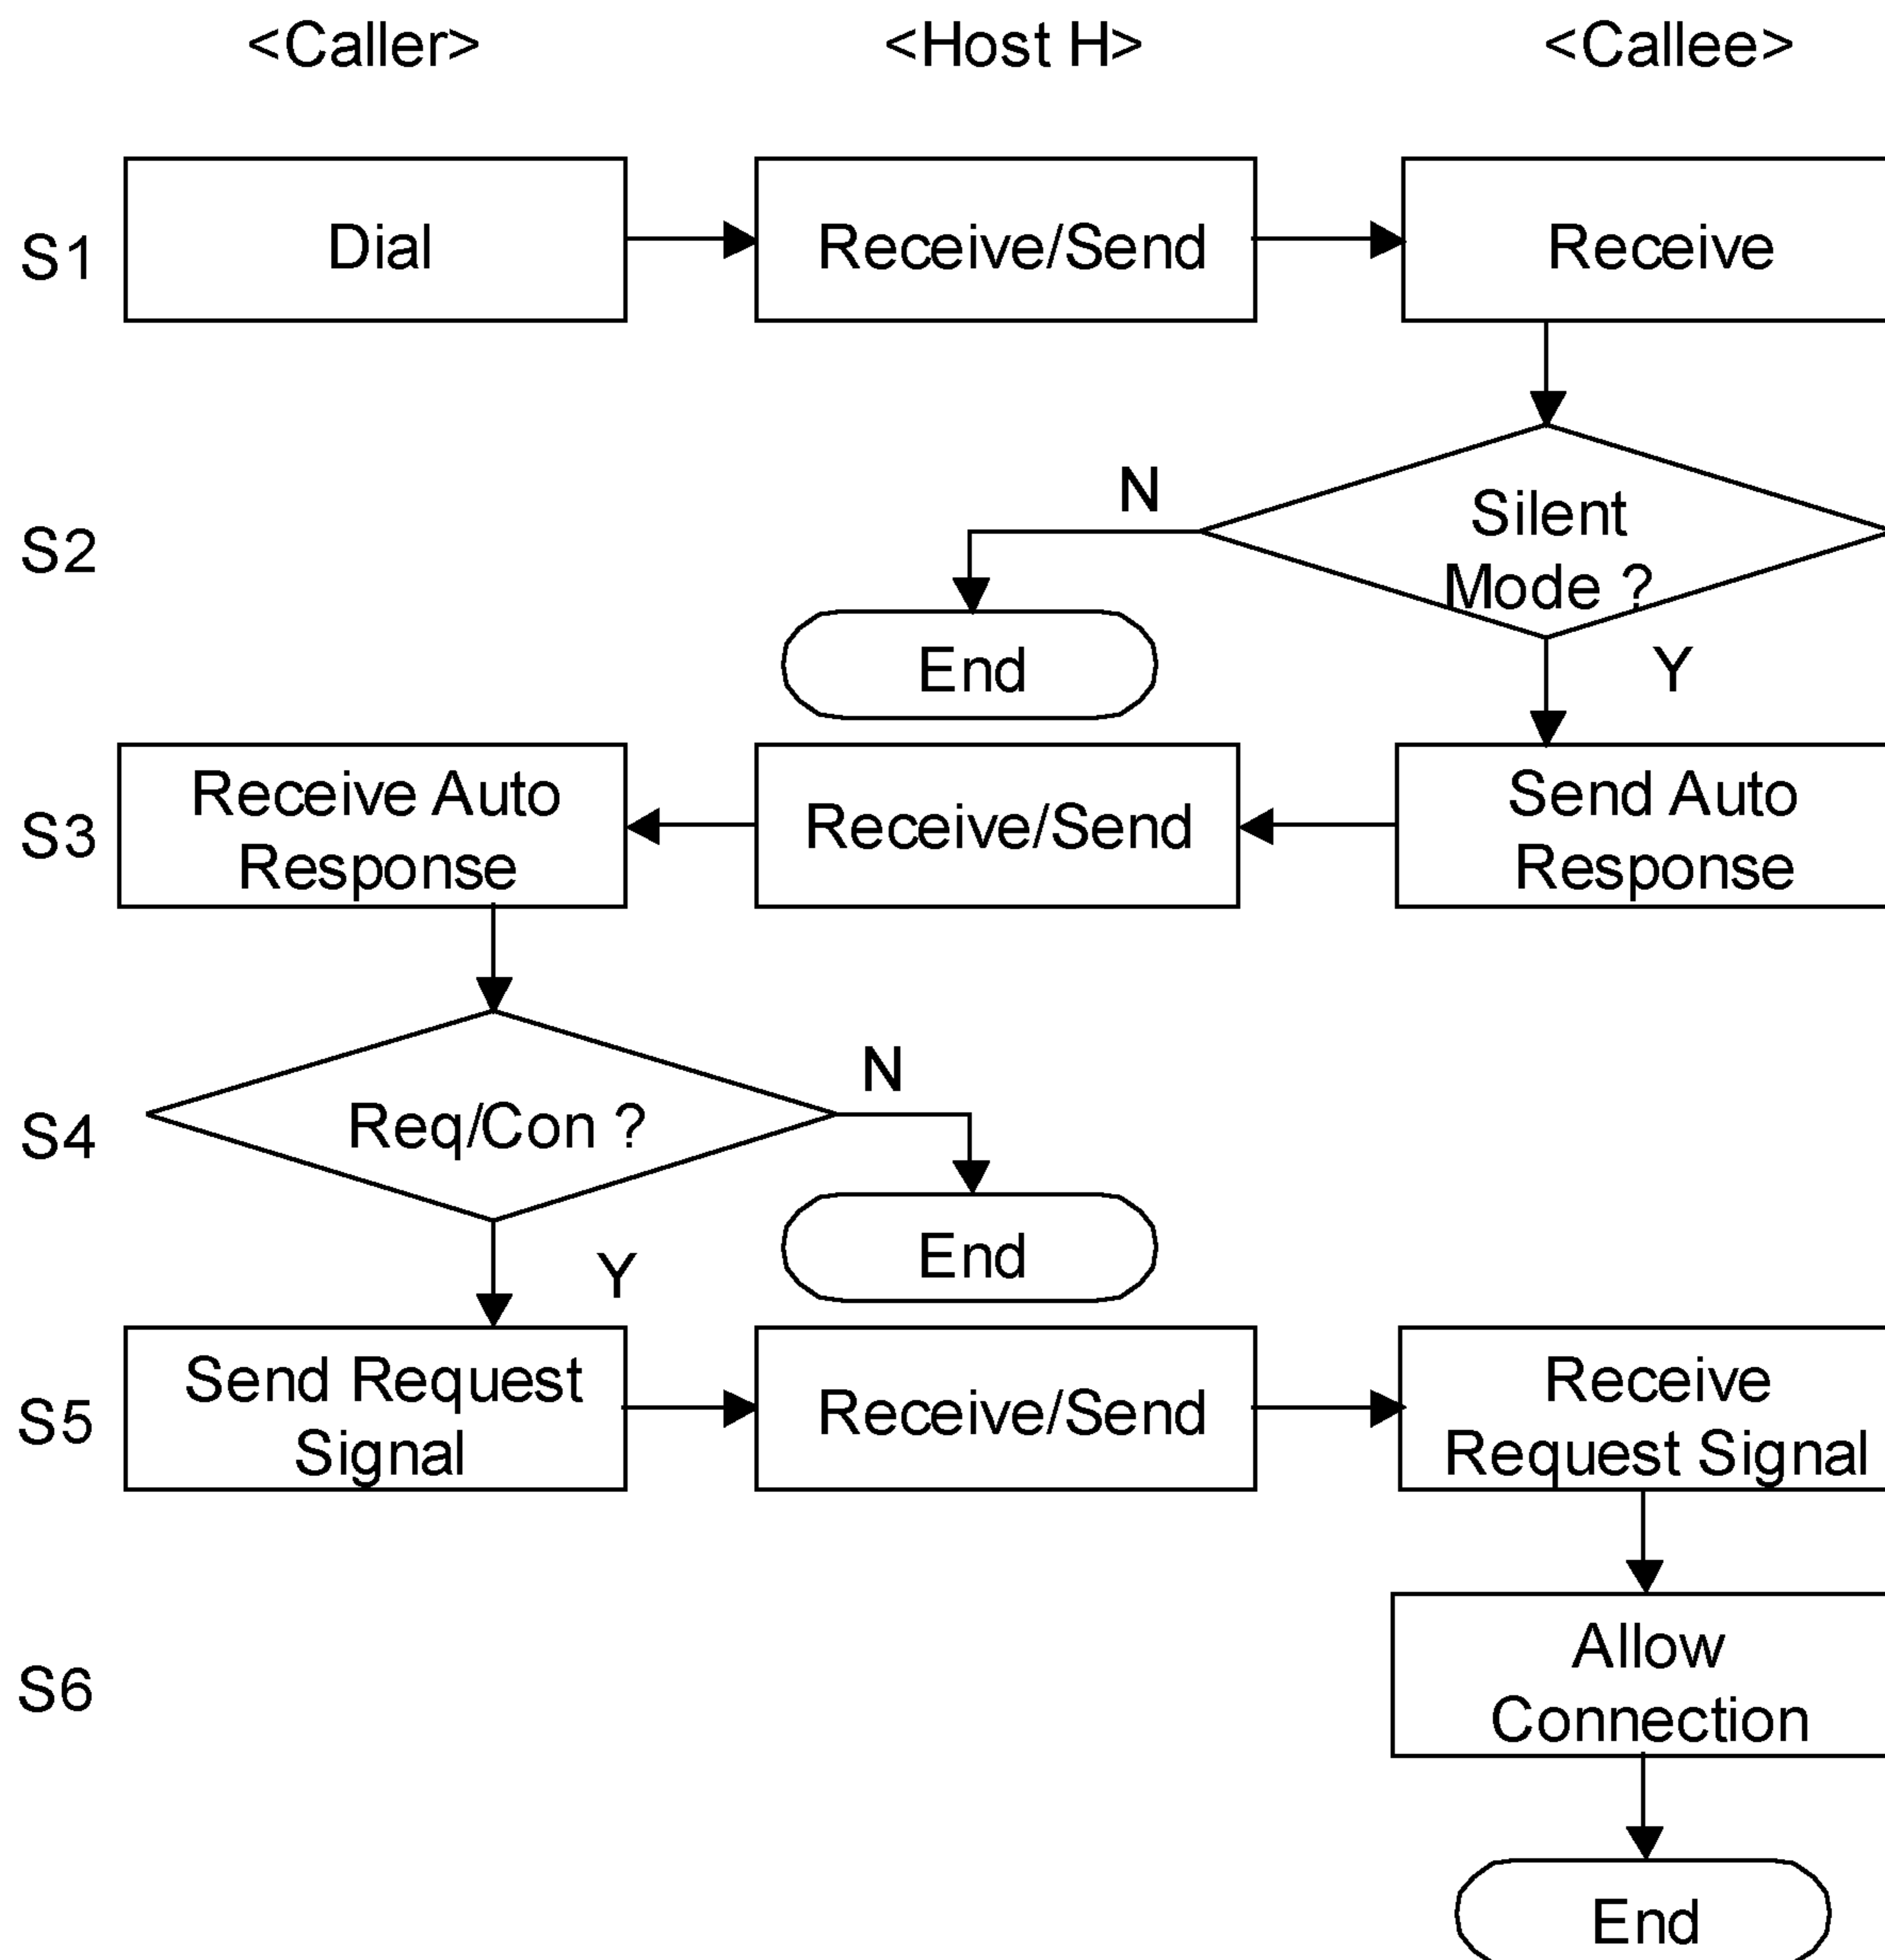 <Caller>
<Host H>
<Callee>
S1
Dial
Receive/Send
Receive
S2
N
Silent
Mode ?
End
Y
S3
Receive Auto
Response
Receive/Send
Send Auto
Response
S4
Req/Con ?
N
End
Y
S5
Send Request
Signal
Receive/Send
Receive
Request Signal
S6
Allow
Connection
End